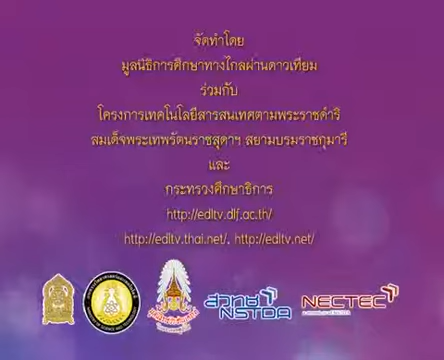 จัดทำโดย
มูลนิธิการศึกษาทางไกลผ่านดาวเทียม
ร่วมกับ
โครงการเทคโนโลยีสารสนเทศตามพระราชดำริ
สมเด็จพระเทพรัตนราชสุดาฯ สยามบรมราชกุมารี
และ
กระทรวงศึกษาธิการ
http://edltv.dlf.ac.th/
http://edltv.thai.net/, http://edltv.net/
สวทช NSTDA
NECTEC